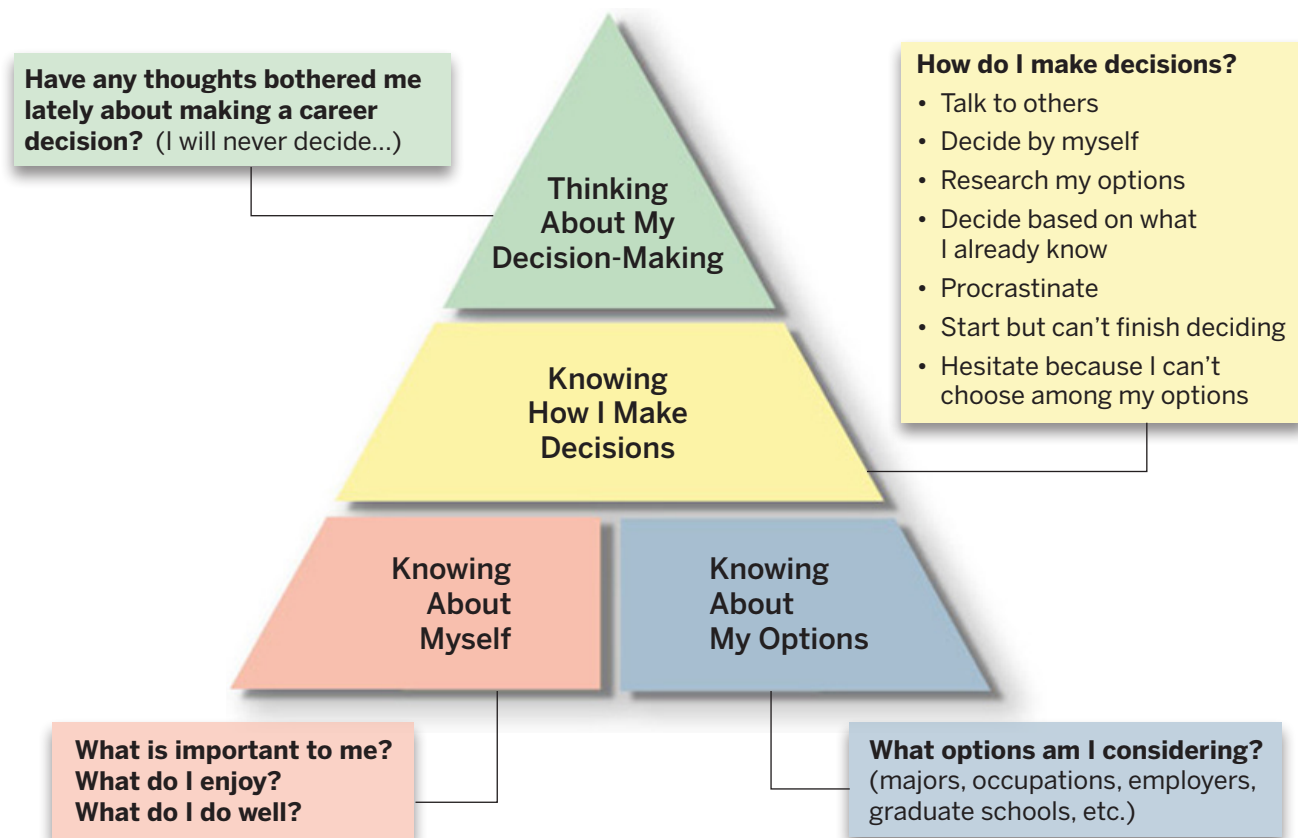 Have any thoughts bothered me
lately about making a career
decision? (I will never decide...)
How do I make decisions?
• Talk to others
• Decide by myself
• Research my options
• Decide based on what
I already know
• Procrastinate
• Start but can’t finish deciding
• Hesitate because I can’t
choose among my options
Thinking
About My
Decision-Making
Knowing
How I Make
Decisions
Knowing
About
Myself
Knowing
About
My Options
What is important to me?
What do I enjoy?
What do I do well?
What options am I considering?
(majors, occupations, employers,
graduate schools, etc.)